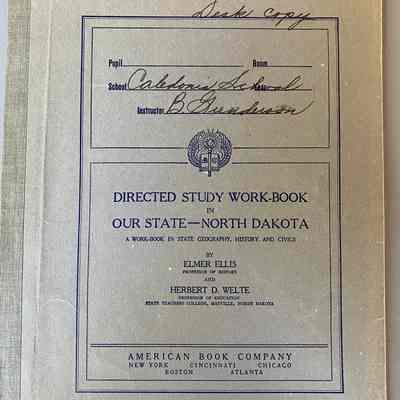 Desk copy
Pupil Room
School Caledonia School
Instructor B Gunderson
DIRECTED STUDY WORK-BOOK
IN
OUR STATE—NORTH DAKOTA
A WORK-BOOK IN STATE GEOGRAPHY, HISTORY AND CIVICS
BY
ELMER ELLIS
PROFESSOR OF HISTORY
AND
HERBERT D. WELTE
PROFESSOR OF EDUCATION
STATE TEACHERS COLLEGE, MAYVILLE, NORTH DAKOTA
AMERICAN BOOK COMPANY
NEW YORK CINCINNATI CHICAGO
BOSTON ATLANTA